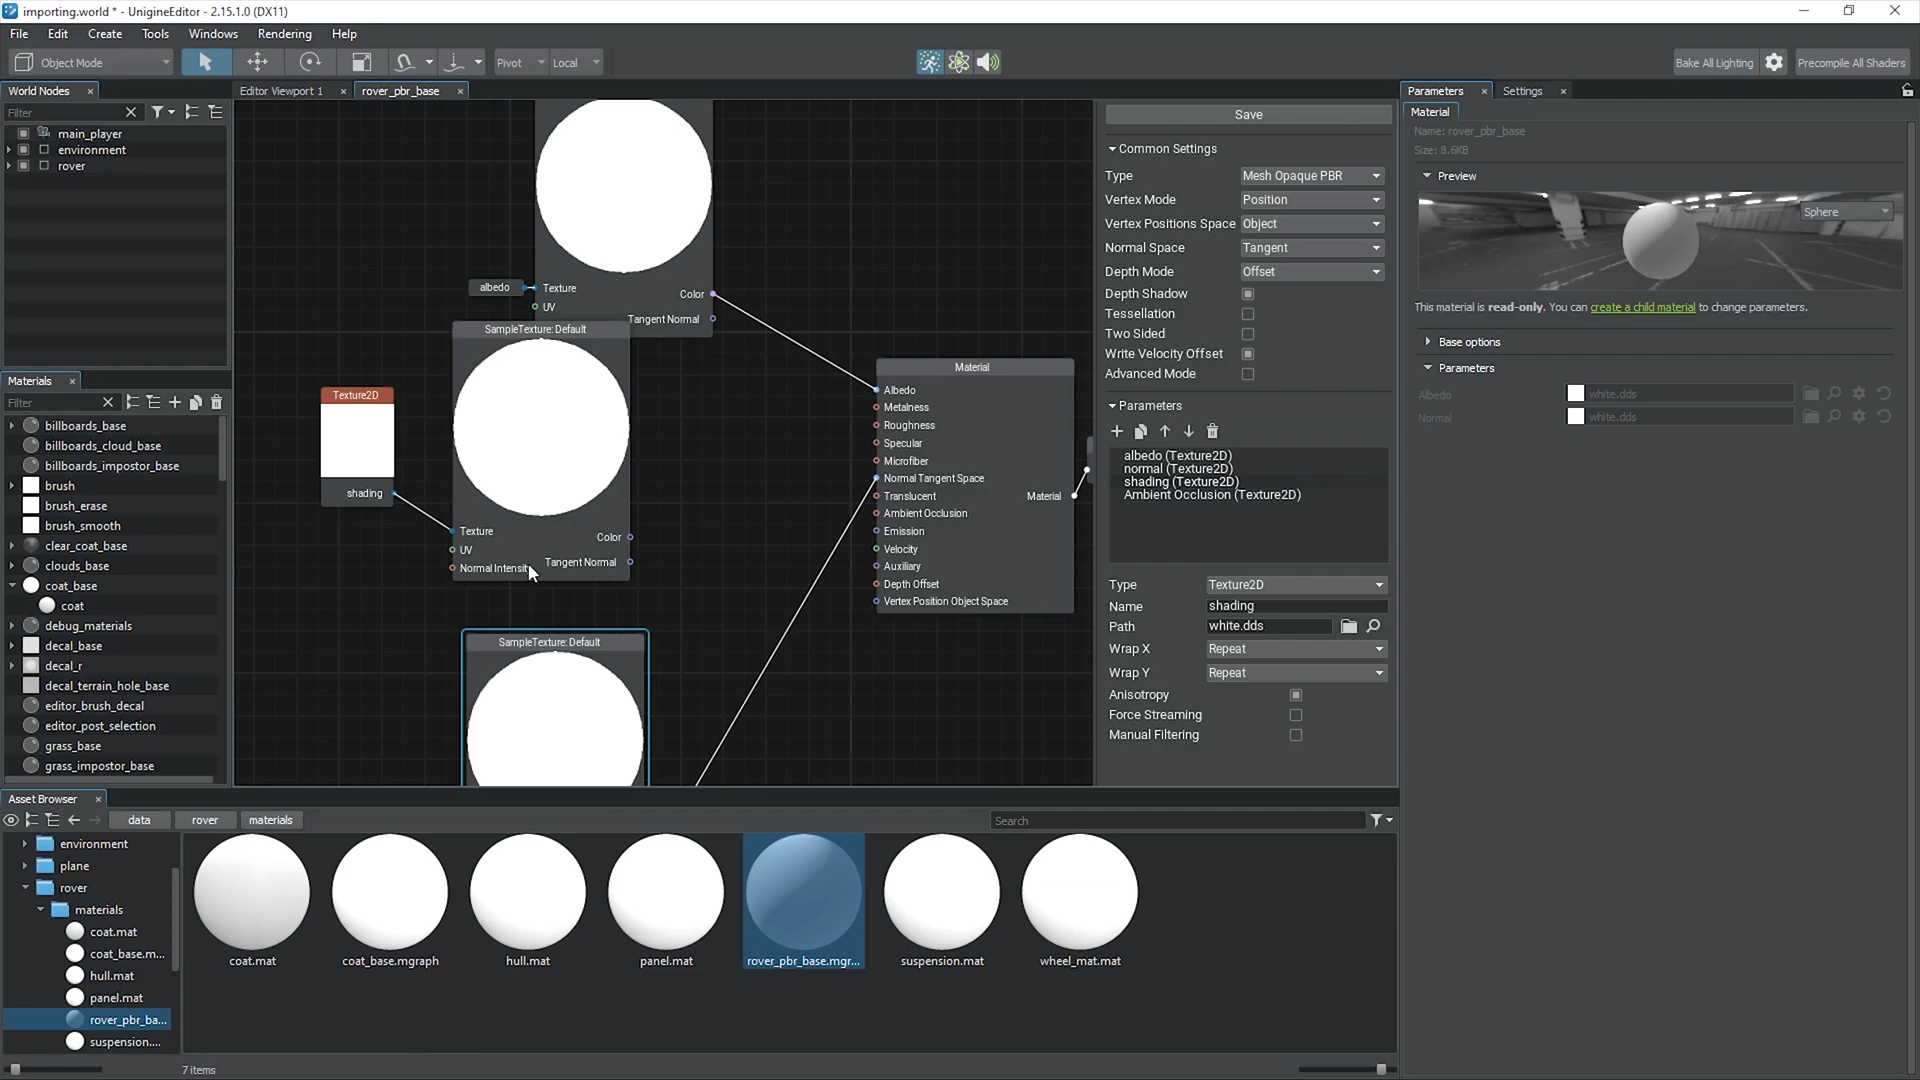 importing.world * - UnigineEditor - 2.15.1.0 (DX11)
File Edit Create Tools Windows Rendering Help
Object Mode Pivot Local Bake All Lighting Precompile All Shaders
World Nodes
Filter
main_player
environment
rover
Materials
Filter
billboards_base
billboards_cloud_base
billboards_impostor_base
brush
brush_erase
brush_smooth
clear_coat_base
clouds_base
coat_base
coat
debug_materials
decal_base
decal_r
decal_terrain_hole_base
editor_brush_decal
editor_post_selection
grass_base
grass_impostor_base
Editor Viewport 1 rover_pbr_base
albedo
Texture
UV
Color
Tangent Normal
SampleTexture: Default
Texture2D
shading
Texture
UV
Normal Intensity
Color
Tangent Normal
SampleTexture: Default
Material
Albedo
Metalness
Roughness
Specular
Microfiber
Normal Tangent Space
Translucent
Ambient Occlusion
Emission
Velocity
Auxiliary
Depth Offset
Vertex Position Object Space
Material
Save
Common Settings
Type Mesh Opaque PBR
Vertex Mode Position
Vertex Positions Space Object
Normal Space Tangent
Depth Mode Offset
Depth Shadow
Tessellation
Two Sided
Write Velocity Offset
Advanced Mode
Parameters
albedo (Texture2D)
normal (Texture2D)
shading (Texture2D)
Ambient Occlusion (Texture2D)
Type Texture2D
Name shading
Path white.dds
Wrap X Repeat
Wrap Y Repeat
Anisotropy
Force Streaming
Manual Filtering
Parameters Settings
Material
Name: rover_pbr_base
Size: 8.6KB
Preview
Sphere
This material is read-only. You can create a child material to change parameters.
Base options
Parameters
Albedo white.dds
Normal white.dds
Asset Browser
data rover materials
Search
environment
plane
rover
materials
coat.mat
coat_base.m...
hull.mat
panel.mat
rover_pbr_ba...
suspension....
coat.mat
coat_base.mgraph
hull.mat
panel.mat
rover_pbr_base.mgr...
suspension.mat
wheel_mat.mat
7 items